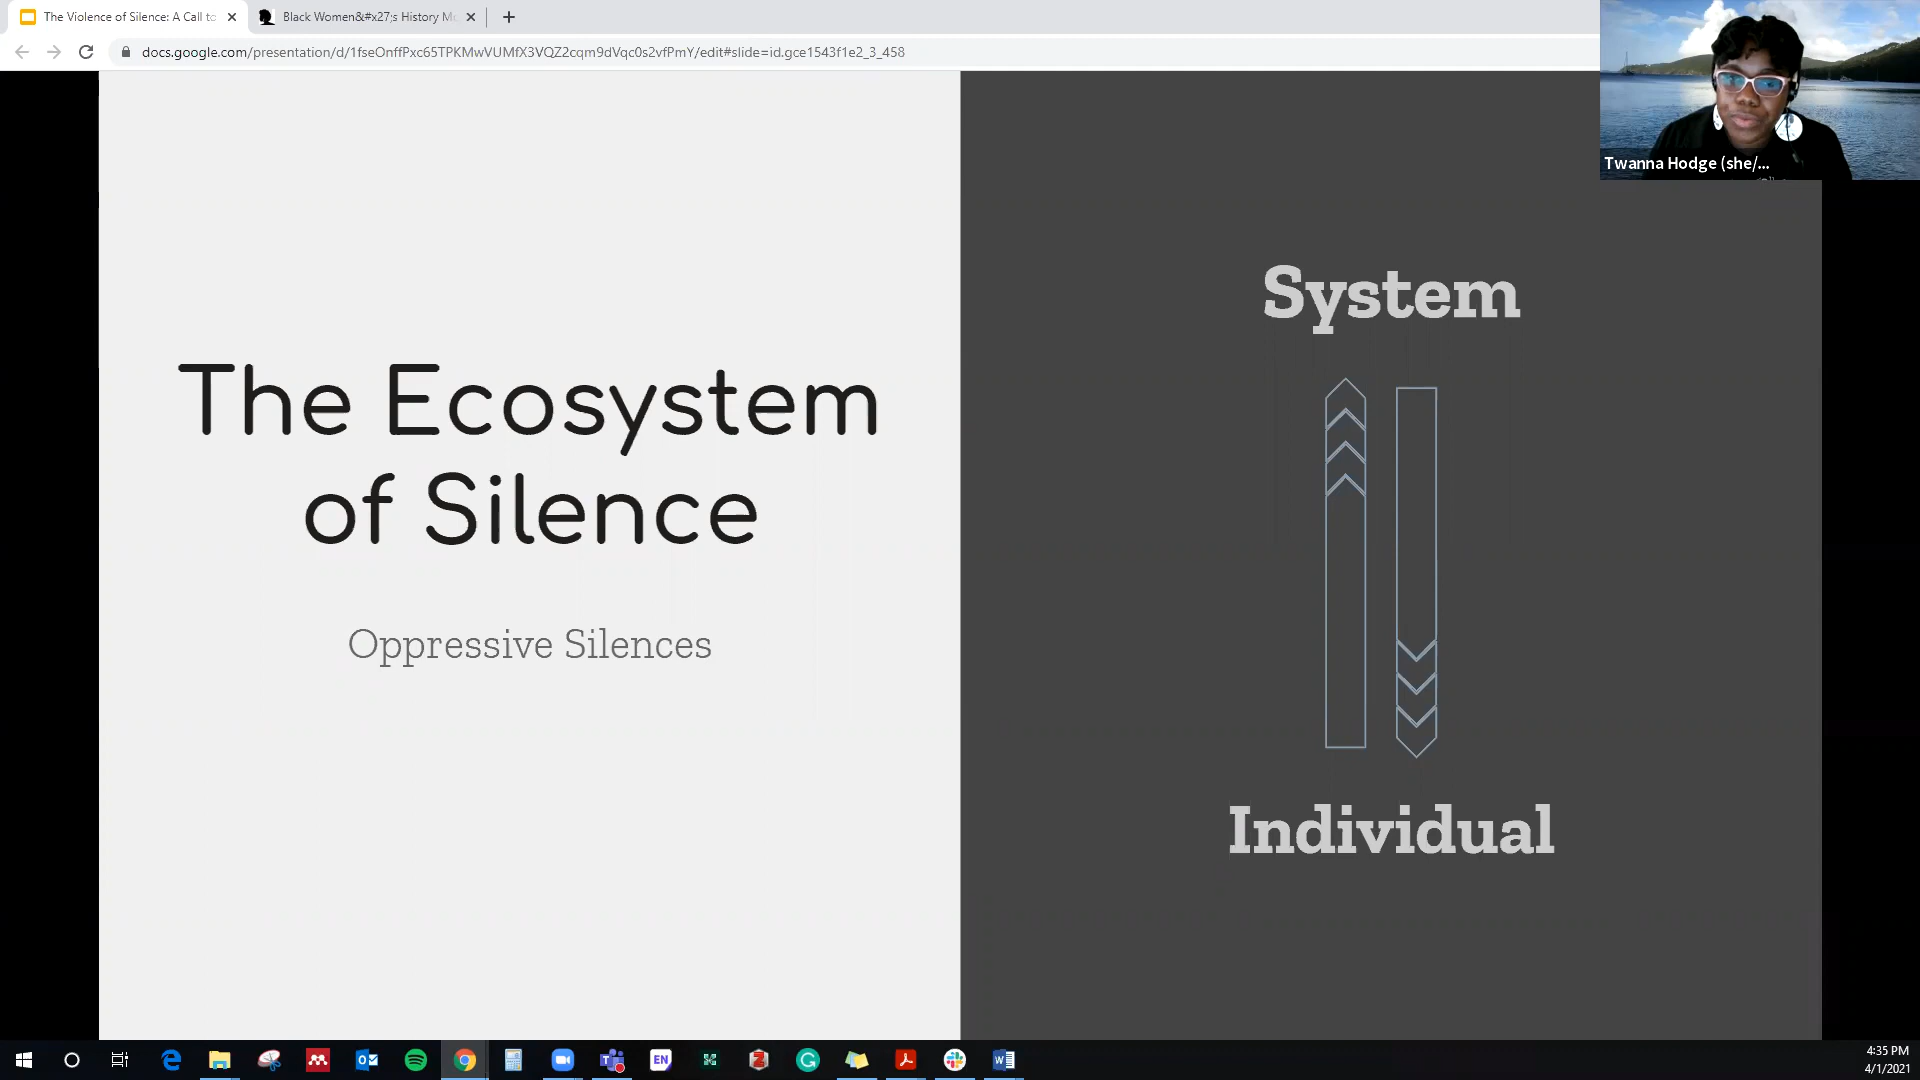 The Violence of Silence: A Call to
Black Women&#x27;s History Mo
docs.google.com/presentation/d/1fseOnffPxc65TPKMwVUMfX3VQZ2cqm9dVqc0s2vfPmY/edit#slide=id.gce1543f1e2_3_458
Twanna Hodge (she/...
The Ecosystem
of Silence
Oppressive Silences
System
Individual
EN
4:35 PM
4/1/2021